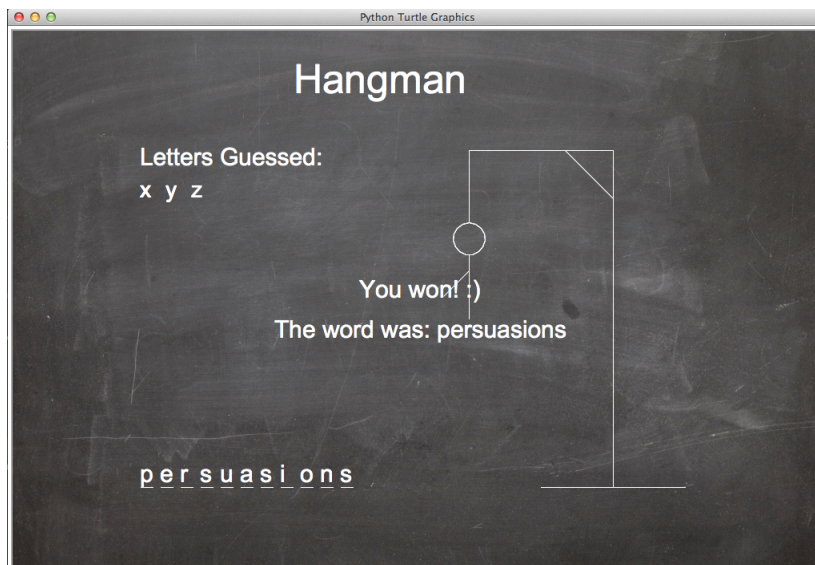 Python Turtle Graphics
Hangman
Letters Guessed:
x y z
You won! :)
The word was: persuasions
p e r s u a s i o n s